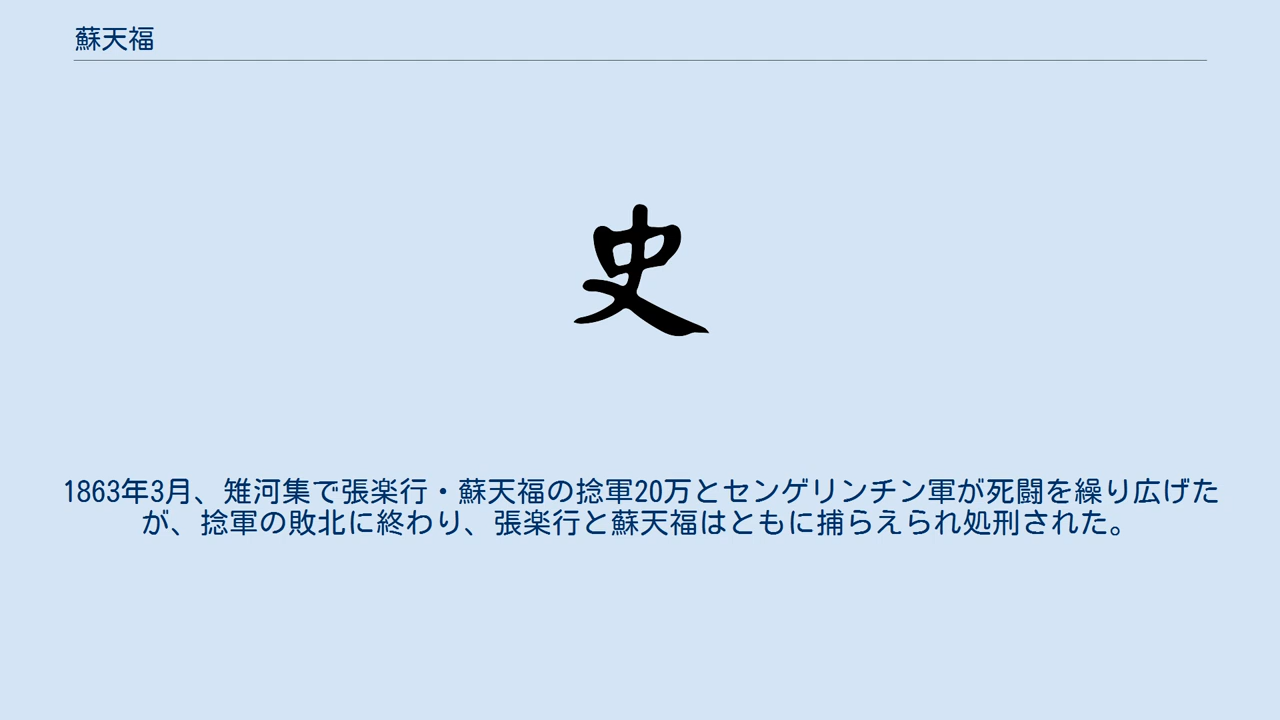 蘇天福
史
1863年3月、雉河集で張楽行・蘇天福の捻軍20万とセンゲリンチン軍が死闘を繰り広げた
が、捻軍の敗北に終わり、張楽行と蘇天福はともに捕らえられ処刑された。